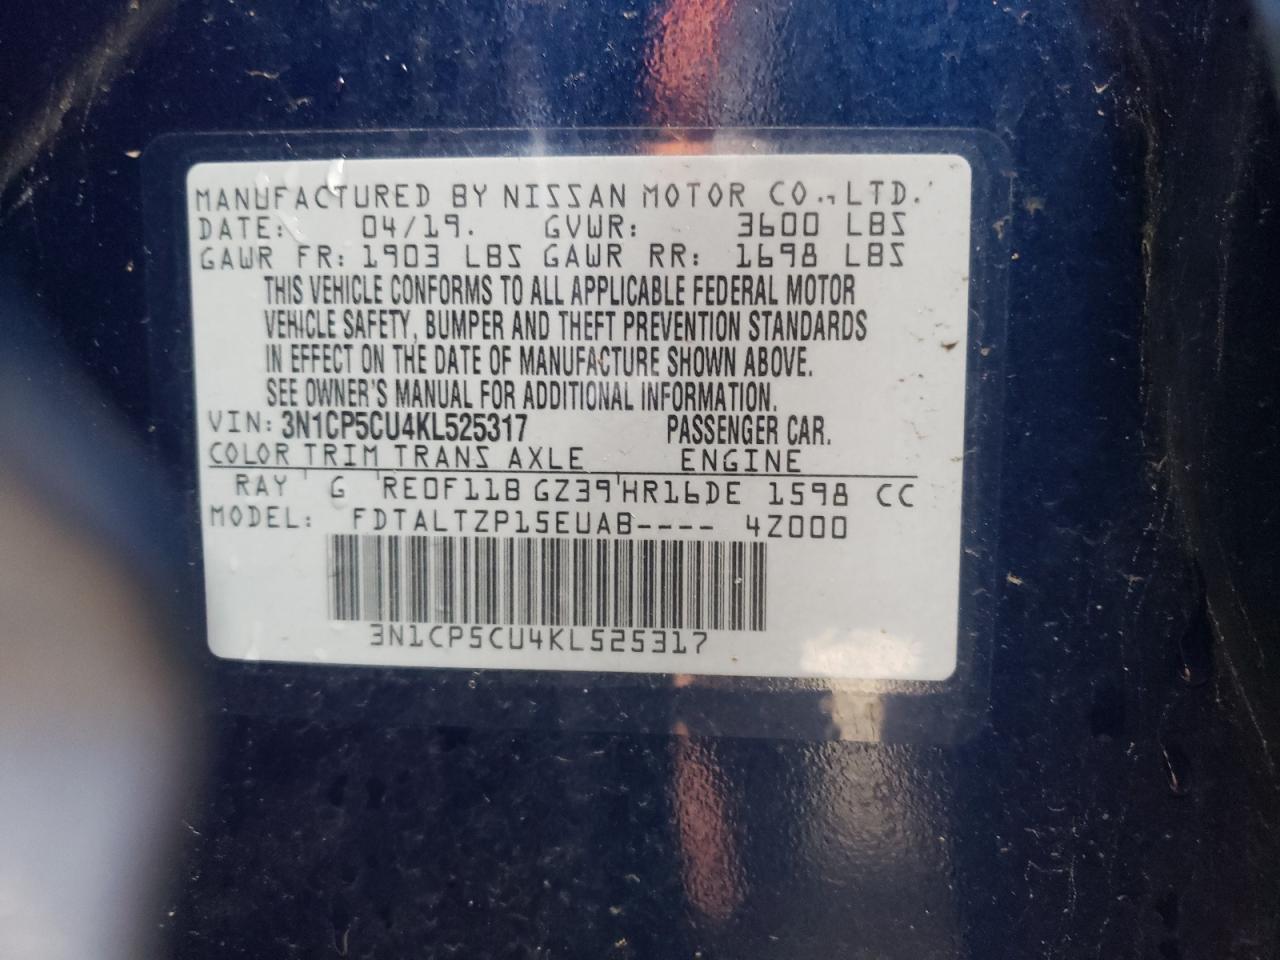 MANUFACTURED BY NISSAN MOTOR CO., LTD.
DATE: 04/19. GVWR: 3600 LBS
GAWR FR: 1903 LBS GAWR RR: 1698 LBS
THIS VEHICLE CONFORMS TO ALL APPLICABLE FEDERAL MOTOR
VEHICLE SAFETY, BUMPER AND THEFT PREVENTION STANDARDS
IN EFFECT ON THE DATE OF MANUFACTURE SHOWN ABOVE.
SEE OWNER'S MANUAL FOR ADDITIONAL INFORMATION.
VIN: 3N1CP5CU4KL525317 PASSENGER CAR.
COLOR TRIM TRANS AXLE ENGINE
RAY G RE0F11B GZ39 HR16DE 1598 CC
MODEL: FDTALTZP15EUAB---- 4Z000
3N1CP5CU4KL525317